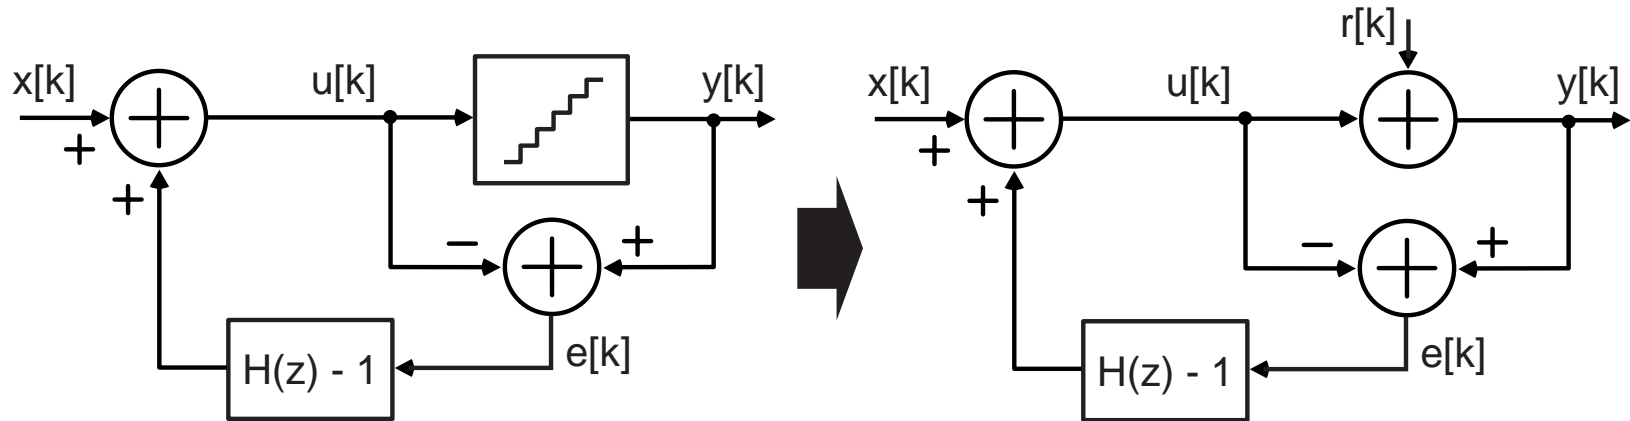 r[k]
x[k] u[k] y[k] x[k] u[k] y[k]
+ +
+ +
− + − +
H(z) - 1 e[k] H(z) - 1 e[k]